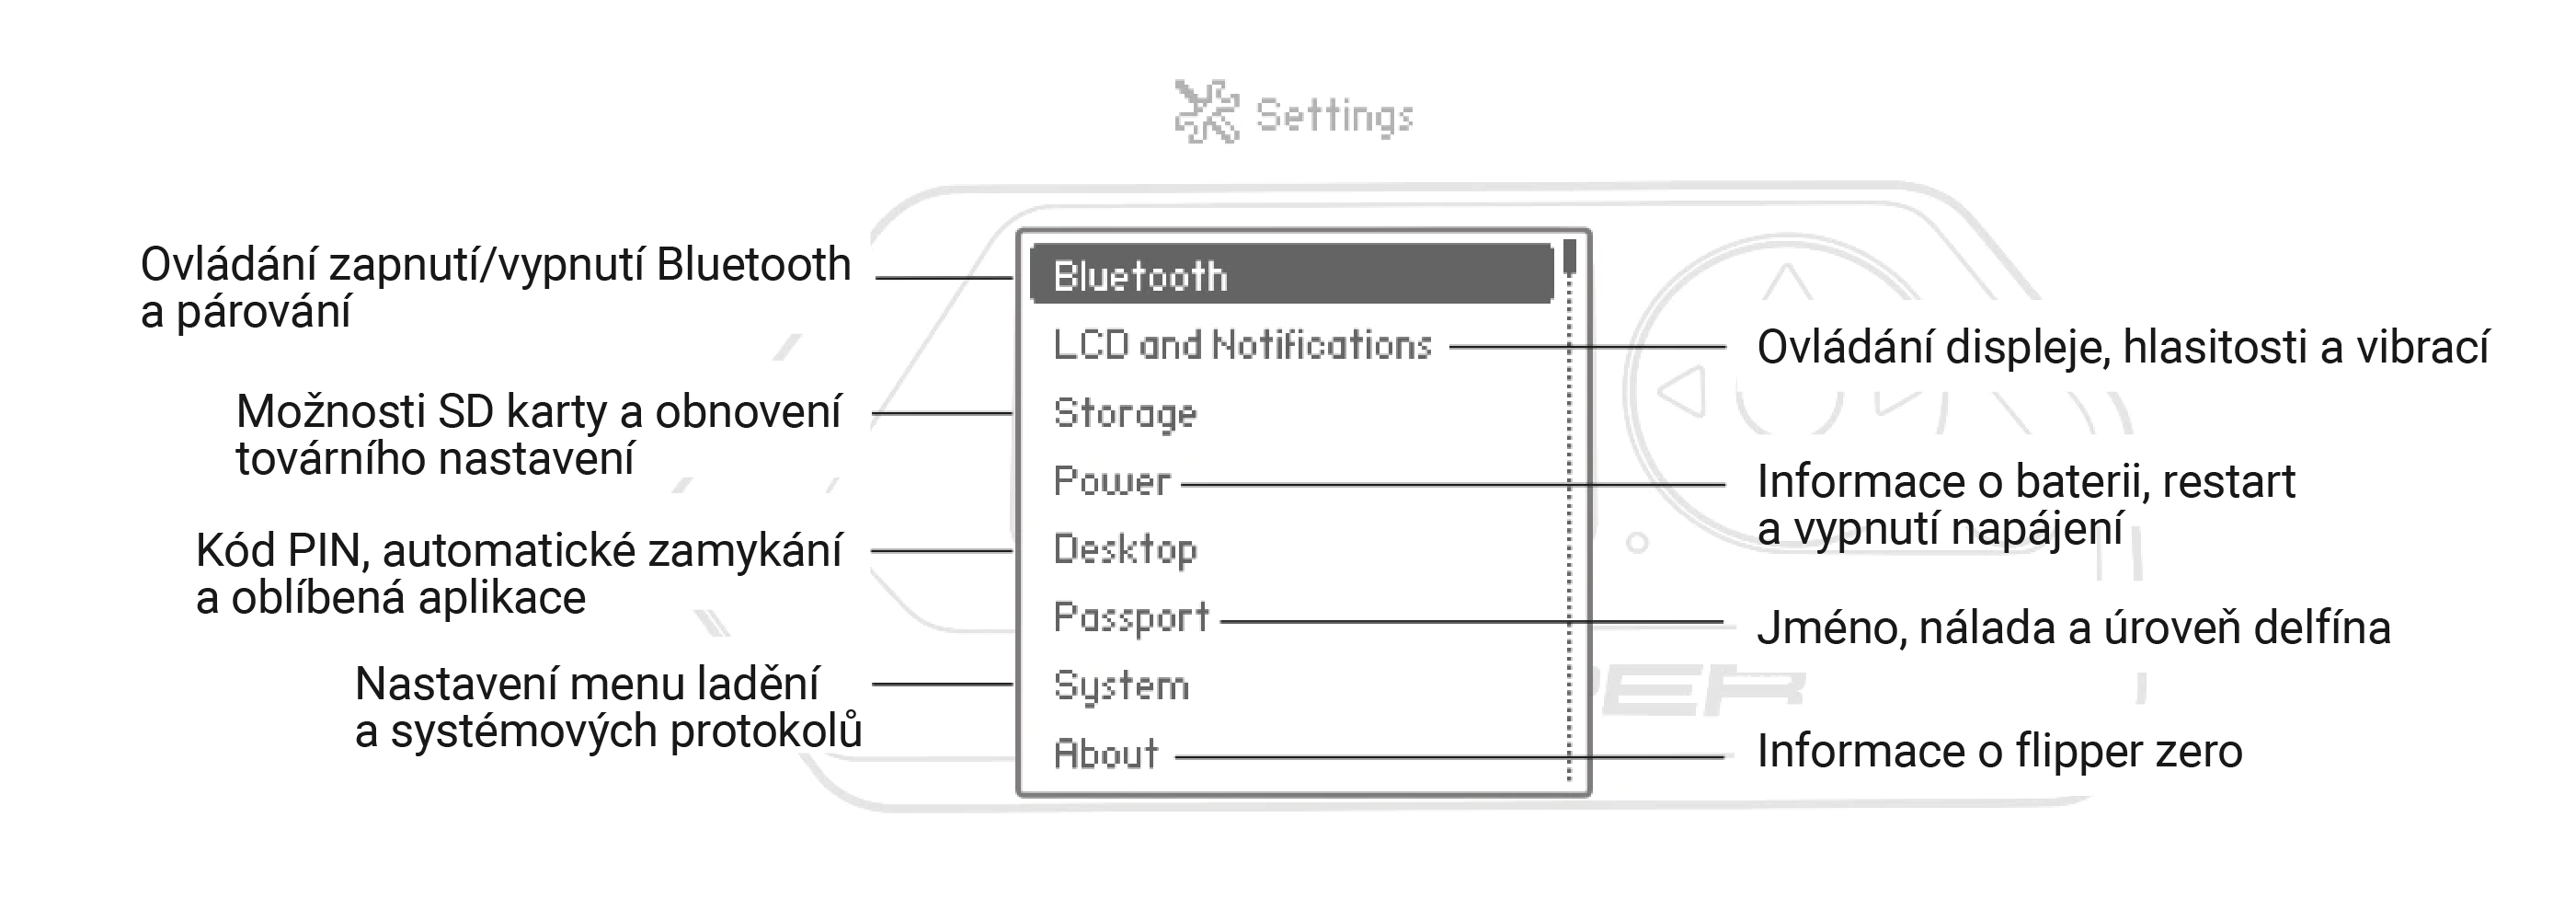 Settings
Ovládání zapnutí/vypnutí Bluetooth
a párování
Bluetooth
LCD and Notifications
Ovládání displeje, hlasitosti a vibrací
Možnosti SD karty a obnovení
továrního nastavení
Storage
Power
Informace o baterii, restart
a vypnutí napájení
Kód PIN, automatické zamykání
a oblíbená aplikace
Desktop
Passport
Jméno, nálada a úroveň delfína
Nastavení menu ladění
a systémových protokolů
System
About
Informace o flipper zero